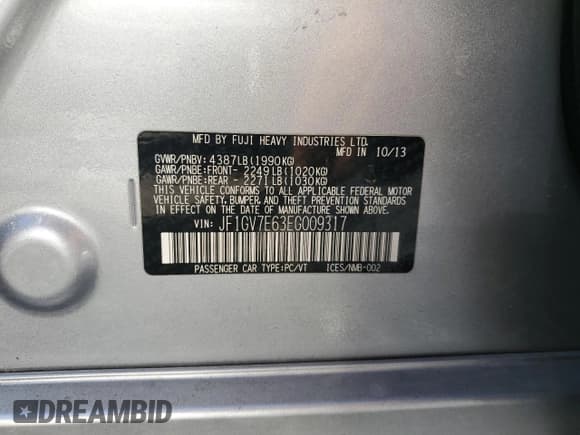 MFD BY FUJI HEAVY INDUSTRIES LTD.
MFD IN 10/13
GVWR/PNBV: 4387LB(1990KG)
GAWR/PNBE:FRONT- 2249LB(1020KG)
GAWR/PNBE:REAR - 2271LB(1030KG)
THIS VEHICLE CONFORMS TO ALL APPLICABLE FEDERAL MOTOR
VEHICLE SAFETY, BUMPER, AND THEFT PREVENTION STANDARDS
IN EFFECT ON THE DATE OF MANUFACTURE SHOWN ABOVE.
VIN: JF1GV7E63EG009317
PASSENGER CAR TYPE:PC/VT ICES/NMB-002
DREAMBID